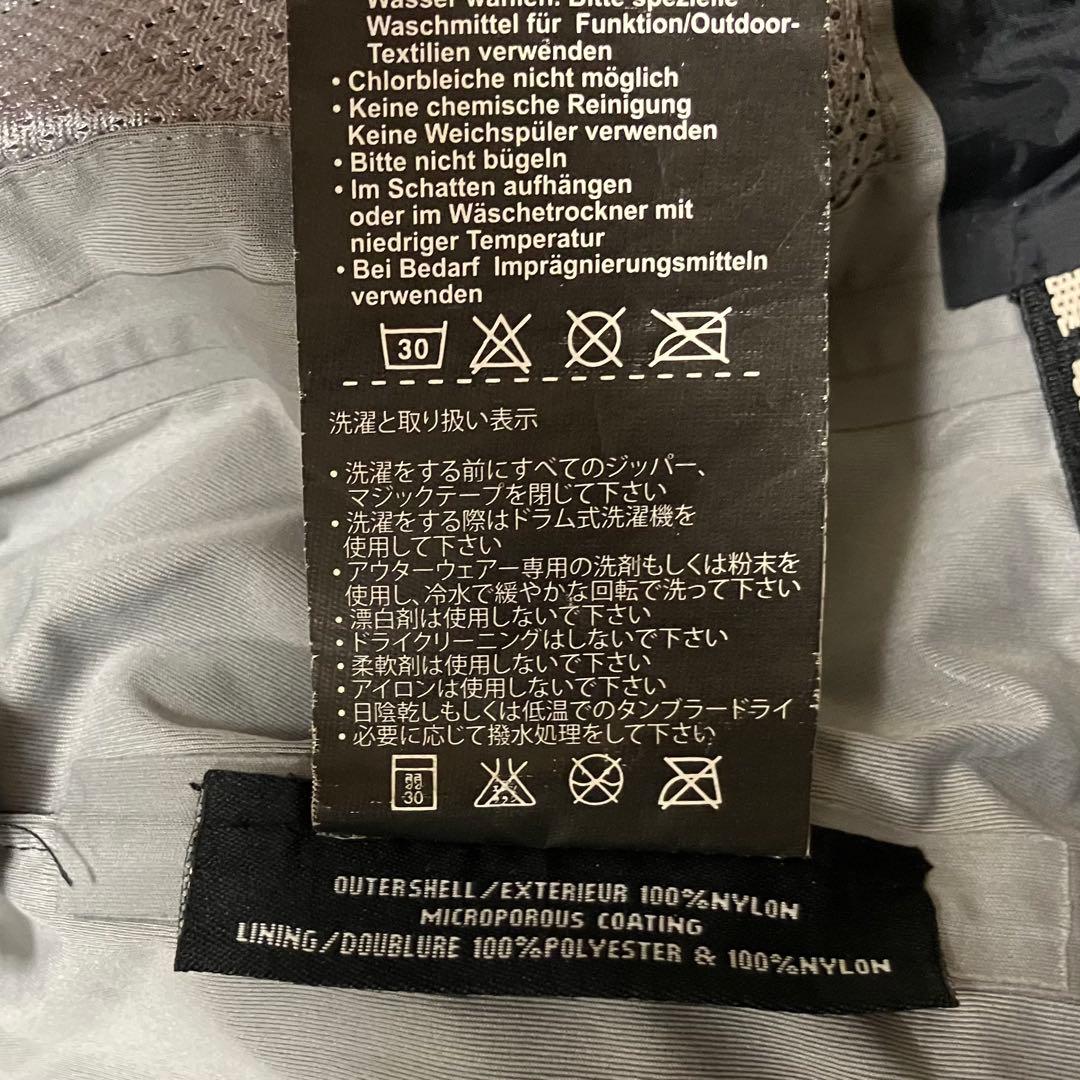 Wasser wählen. Bitte spezielle
Waschmittel für Funktion/Outdoor-
Textilien verwenden
• Chlorbleiche nicht möglich
• Keine chemische Reinigung
Keine Weichspüler verwenden
• Bitte nicht bügeln
• Im Schatten aufhängen
oder im Wäschetrockner mit
niedriger Temperatur
• Bei Bedarf Imprägnierungsmitteln
verwenden
30
洗濯と取り扱い表示
• 洗濯をする前にすべてのジッパー、
マジックテープを閉じて下さい
• 洗濯をする際はドラム式洗濯機を
使用して下さい
• アウターウェアー専用の洗剤もしくは粉末を
使用し、冷水で緩やかな回転で洗って下さい
• 漂白剤は使用しないで下さい
• ドライクリーニングはしないで下さい
• 柔軟剤は使用しないで下さい
• アイロンは使用しないで下さい
• 日陰乾しもしくは低温でのタンブラードライ
• 必要に応じて撥水処理をして下さい
30
OUTERSHELL/EXTERIEUR 100%NYLON
MICROPOROUS COATING
LINING/DOUBLURE 100%POLYESTER & 100%NYLON